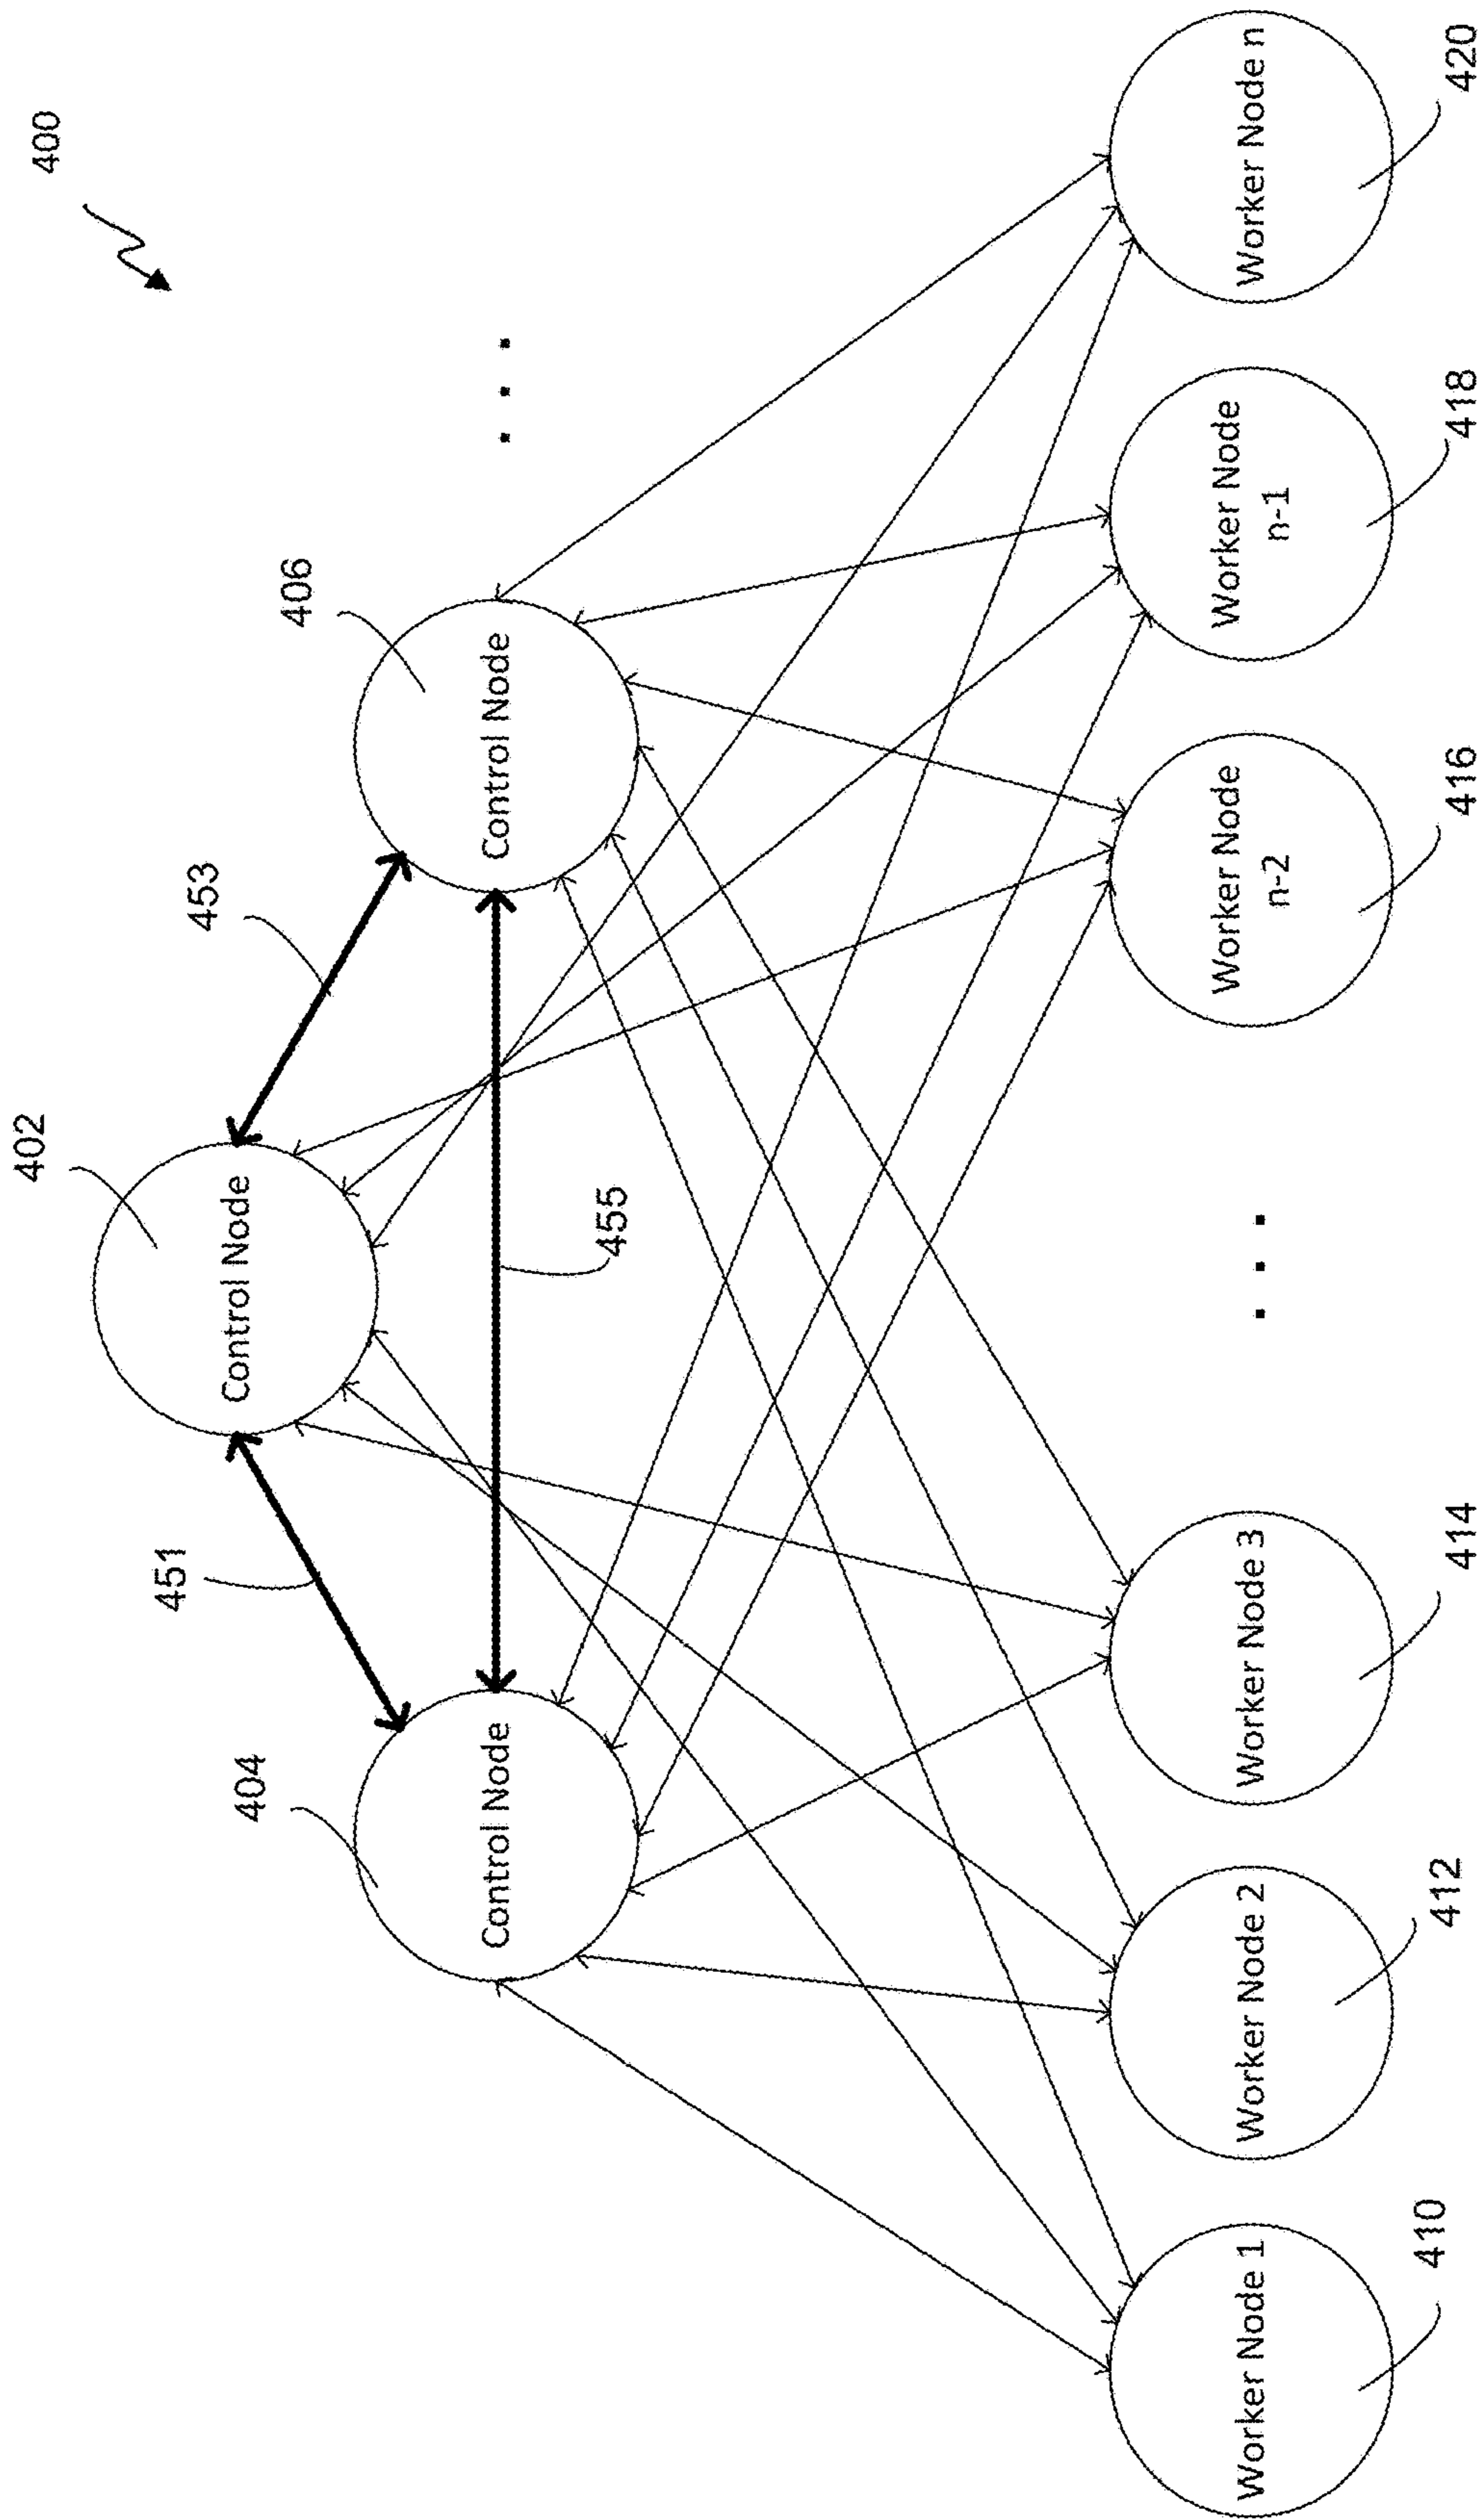 400
402
Control Node
451
453
404
406
Control Node
Control Node
. . .
455
Worker Node 1
Worker Node 2
Worker Node 3
. . .
Worker Node
n-2
Worker Node
n-1
Worker Node n
410
412
414
416
418
420